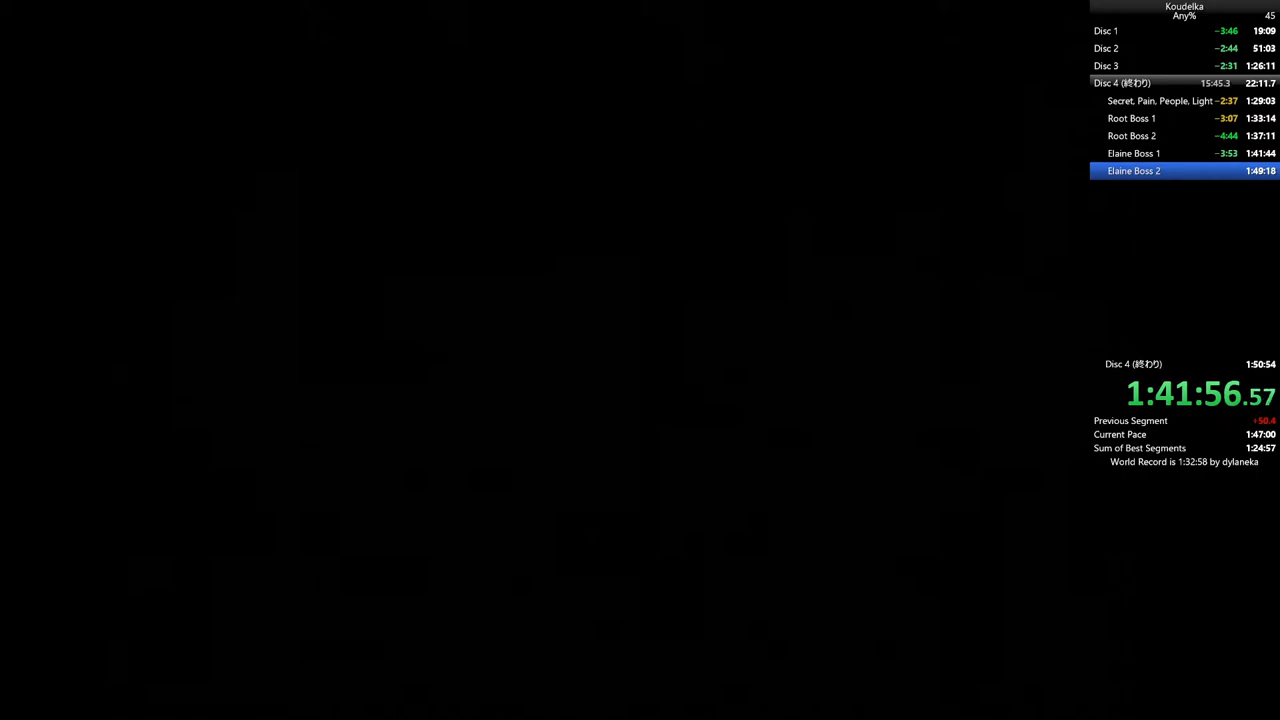 Koudelka
Any% 45
Disc 1 −3:46 19:09
Disc 2 −2:44 51:03
Disc 3 −2:31 1:26:11
Disc 4 (終わり) 15:45.3 22:11.7
Secret, Pain, People, Light −2:37 1:29:03
Root Boss 1 −3:07 1:33:14
Root Boss 2 −4:44 1:37:11
Elaine Boss 1 −3:53 1:41:44
Elaine Boss 2 1:49:18
Disc 4 (終わり) 1:50:54
1:41:56.57
Previous Segment +50.4
Current Pace 1:47:00
Sum of Best Segments 1:24:57
World Record is 1:32:58 by dylaneka